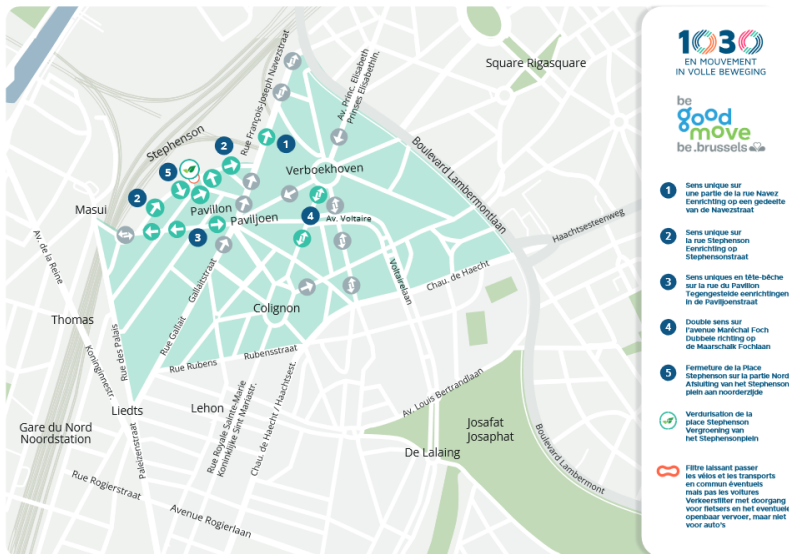 Square Rigasquare
Av. Princ. Elisabeth
Prinses Elisabethln.
Rue François-Joseph Navezstraat
Boulevard Lambermontlaan
Stephenson
2
1
5
Verboekhoven
2
Masui
Pavillon
Paviljoen
4
Av. Voltaire
3
Haachtsesteenweg
Av. de la Reine
Gallaitstraat
Voltairelaan
Chau. de Haecht
Colignon
Thomas
Rue Gallait
Rue des Palais
Koninginnestr.
Rubensstraat
Rue Rubens
Av. Louis Bertrandlaan
Liedts
Lehon
Rue Royale Sainte-Marie
Koninklijke Sint Mariastr.
Chau. de Haecht / Haachtsest.
Josafat
Josaphat
Gare du Nord
Noordstation
Paleizenstraat
De Lalaing
Boulevard Lambermont
Rue Rogierstraat
Avenue Rogierlaan
1030
EN MOUVEMENT
IN VOLLE BEWEGING
be
good
move
be.brussels
1
Sens unique sur
une partie de la rue Navez
Eenrichting op een gedeelte
van de Navezstraat
2
Sens unique sur
la rue Stephenson
Eenrichting op
Stephensonstraat
3
Sens uniques en tête-bêche
sur la rue du Pavillon
Tegengestelde eenrichtingen
in de Paviljoenstraat
4
Double sens sur
l'avenue Maréchal Foch
Dubbele richting op
de Maarschalk Fochlaan
5
Fermeture de la Place
Stephenson sur la partie Nord
Afsluiting van het Stephenson
plein aan noorderzijde
Verdurisation de la
place Stephenson
Vergroening van
het Stephensonplein
Filtre laissant passer
les vélos et les transports
en commun éventuels
mais pas les voitures
Verkeersfilter met doorgang
voor fietsers en het eventuele
openbaar vervoer, maar niet
voor auto's